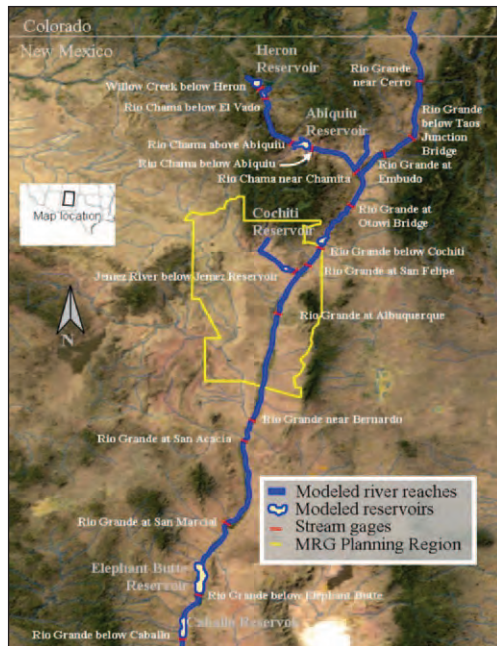 Colorado
New Mexico
Heron
Reservoir
Willow Creek below Heron
Rio Chama below El Vado
Rio Grande
near Cerro
Abiquiu
Reservoir
Rio Grande
below Taos
Junction
Bridge
Rio Chama above Abiquiu
Rio Chama below Abiquiu
Rio Grande at
Embudo
Rio Chama near Chamita
Map location
Rio Grande at
Otowi Bridge
Cochiti
Reservoir
Rio Grande below Cochiti
Rio Grande at San Felipe
Jemez River below Jemez Reservoir
N
Rio Grande at Albuquerque
Rio Grande near Bernardo
Rio Grande at San Acacia
Modeled river reaches
Modeled reservoirs
Stream gages
MRG Planning Region
Rio Grande at San Marcial
Elephant Butte
Reservoir
Rio Grande below Elephant Butte
Caballo Reservoir
Rio Grande below Caballo